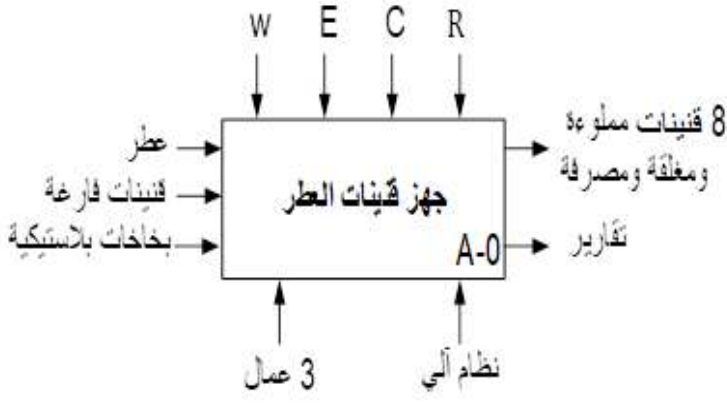 W E C R
عطر
قنينات فارغة
بخاخات بلاستيكية
جهز قنينات العطر
A-0
8 قنينات مملوءة
ومغلقة ومصرفة
تقارير
3 عمال
نظام آلي